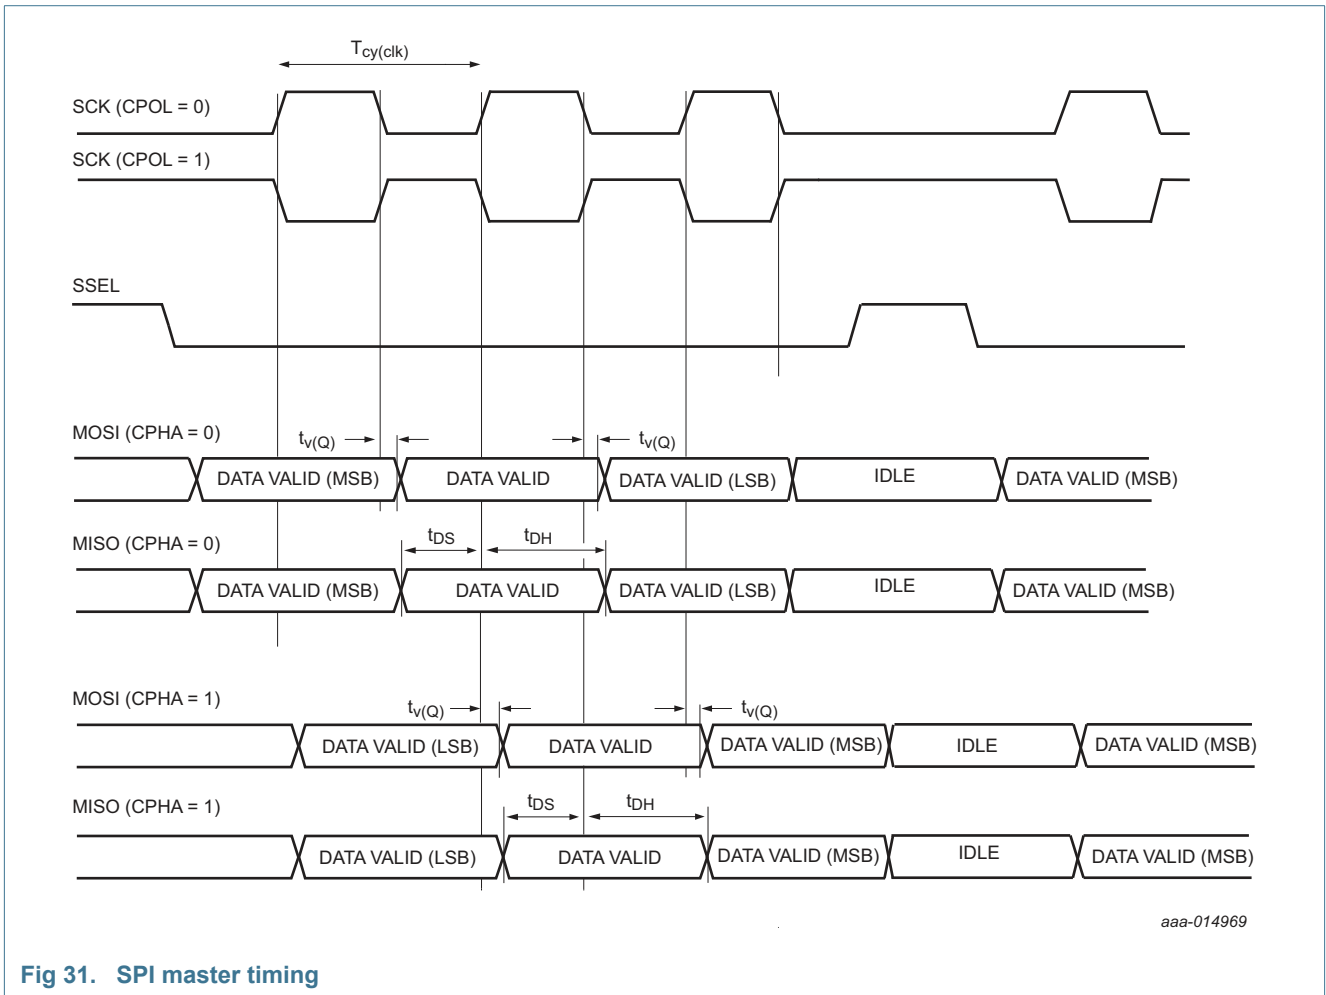 Tcy(clk)
SCK (CPOL = 0)
SCK (CPOL = 1)
SSEL
MOSI (CPHA = 0)
tv(Q)
tv(Q)
DATA VALID (MSB)
DATA VALID
DATA VALID (LSB)
IDLE
DATA VALID (MSB)
MISO (CPHA = 0)
tDS
tDH
DATA VALID (MSB)
DATA VALID
DATA VALID (LSB)
IDLE
DATA VALID (MSB)
MOSI (CPHA = 1)
tv(Q)
tv(Q)
DATA VALID (LSB)
DATA VALID
DATA VALID (MSB)
IDLE
DATA VALID (MSB)
MISO (CPHA = 1)
tDS
tDH
DATA VALID (LSB)
DATA VALID
DATA VALID (MSB)
IDLE
DATA VALID (MSB)
aaa-014969
Fig 31. SPI master timing